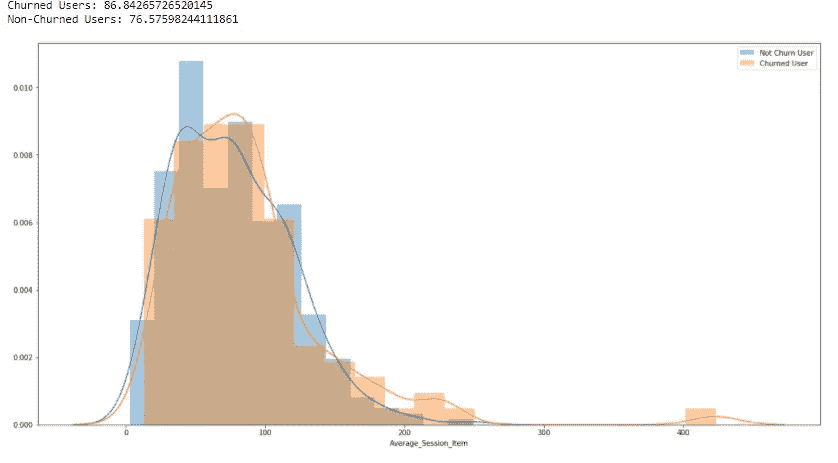 Churned Users: 86.84265726520145
Non-Churned Users: 76.57598244111861
Not Churn User
Churned User
0.010
0.008
0.006
0.004
0.002
0.000
0 100 200 300 400
Average_Session_Item